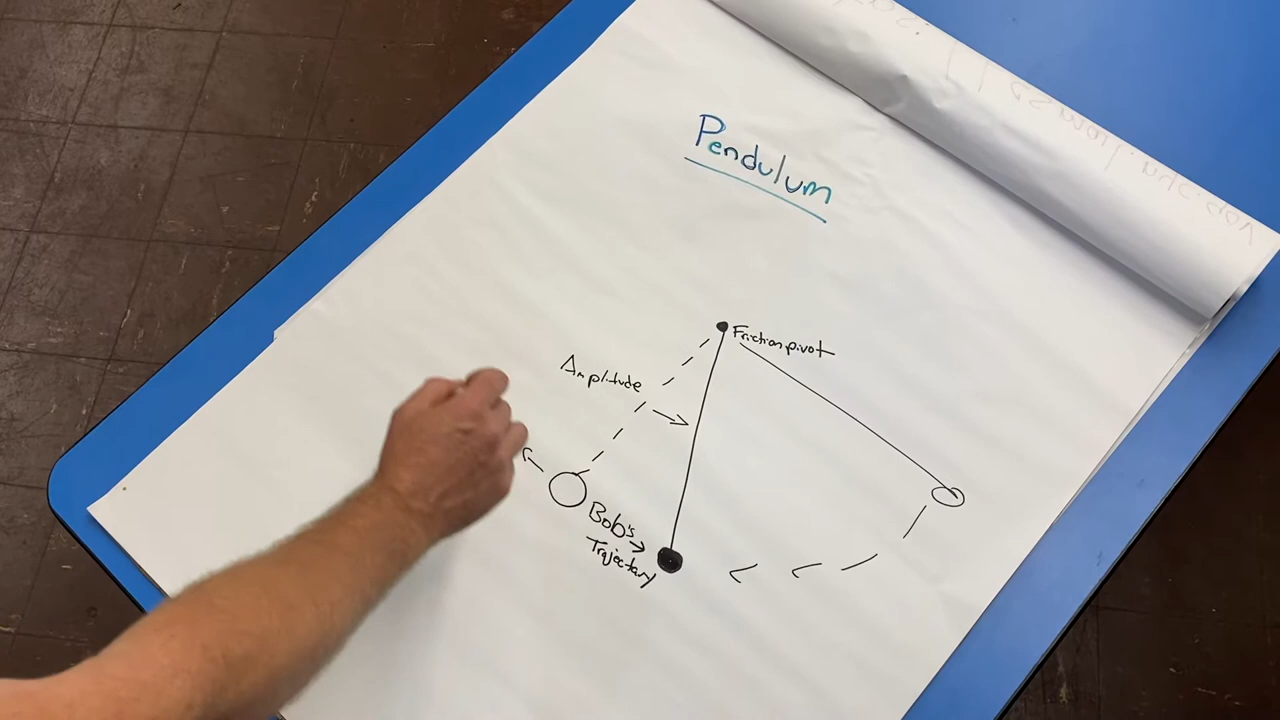 Pendulum
Friction pivot
Amplitude
Bob's
Trajectory